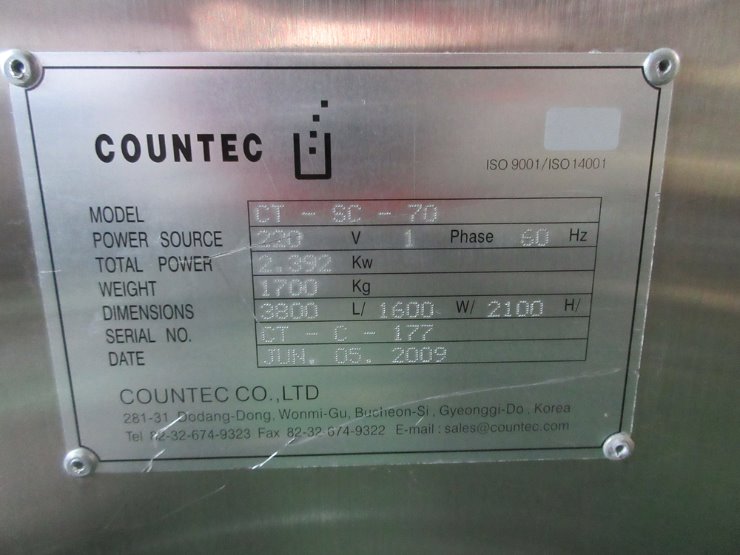 COUNTEC
ISO 9001/ISO 14001
MODEL CT - SC - 70
POWER SOURCE 220 V 1 Phase 60 Hz
TOTAL POWER 2.392 Kw
WEIGHT 1700 Kg
DIMENSIONS 3800 L/ 1600 W/ 2100 H/
SERIAL NO. CT - C - 177
DATE JUN. 05. 2009
COUNTEC CO.,LTD
281-31 Dodang-Dong, Wonmi-Gu, Bucheon-Si, Gyeonggi-Do, Korea
Tel 82-32-674-9323 Fax 82-32-674-9322 E-mail : sales@countec.com